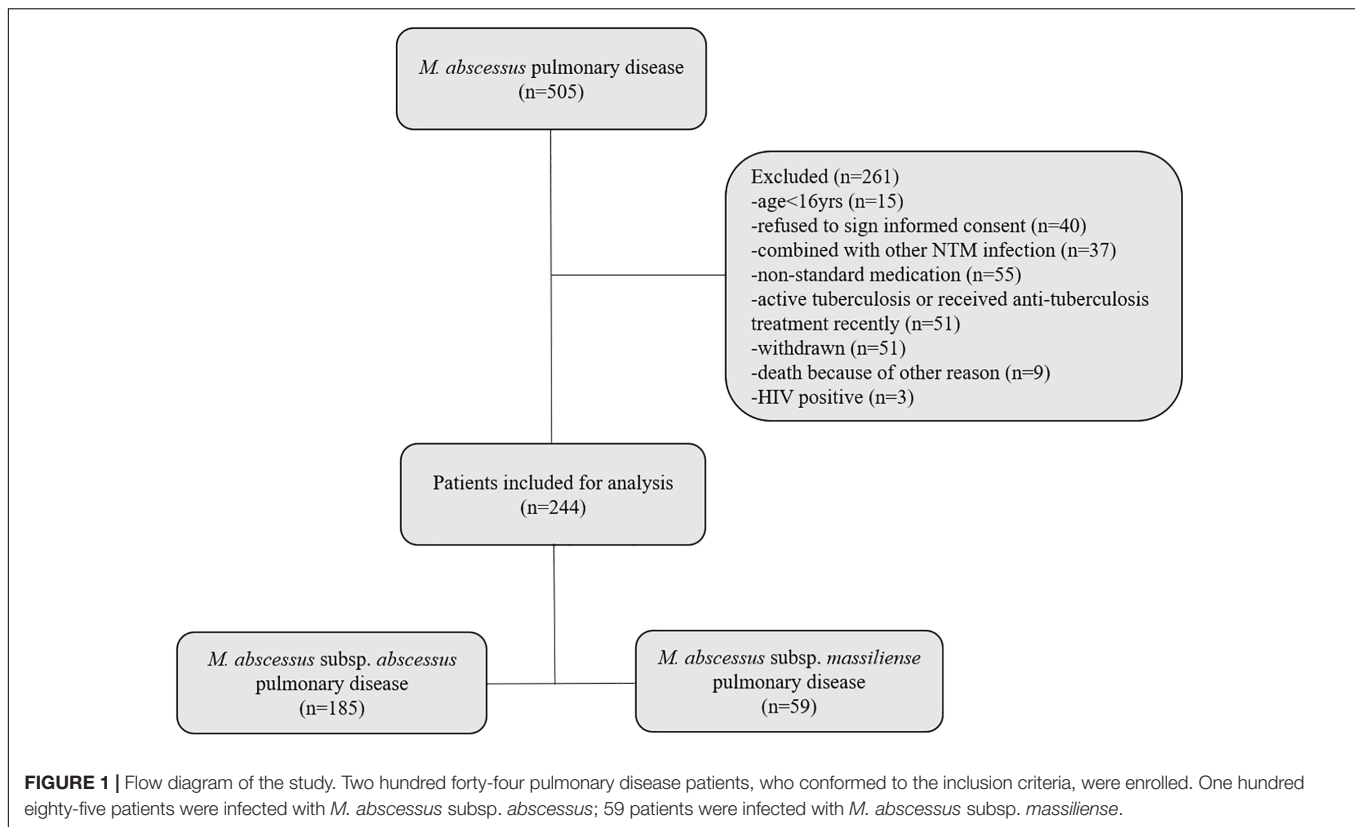 M. abscessus pulmonary disease
(n=505)
Excluded (n=261)
-age<16yrs (n=15)
-refused to sign informed consent (n=40)
-combined with other NTM infection (n=37)
-non-standard medication (n=55)
-active tuberculosis or received anti-tuberculosis
treatment recently (n=51)
-withdrawn (n=51)
-death because of other reason (n=9)
-HIV positive (n=3)
Patients included for analysis
(n=244)
M. abscessus subsp. abscessus
pulmonary disease
(n=185)
M. abscessus subsp. massiliense
pulmonary disease
(n=59)
FIGURE 1 | Flow diagram of the study. Two hundred forty-four pulmonary disease patients, who conformed to the inclusion criteria, were enrolled. One hundred
eighty-five patients were infected with M. abscessus subsp. abscessus; 59 patients were infected with M. abscessus subsp. massiliense.